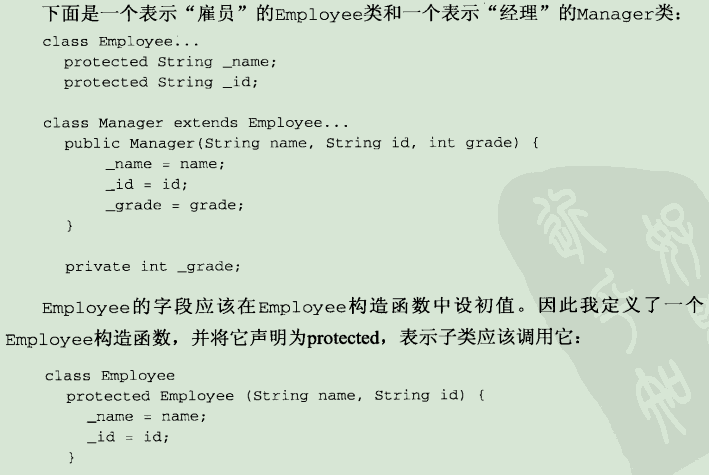 下面是一个表示“雇员”的Employee类和一个表示“经理”的Manager类:
class Employee...
protected String _name;
protected String _id;
class Manager extends Employee...
public Manager(String name, String id, int grade) {
_name = name;
_id = id;
_grade = grade;
}
private int _grade;
Employee的字段应该在Employee构造函数中设初值。因此我定义了一个
Employee构造函数，并将它声明为protected，表示子类应该调用它:
class Employee
protected Employee (String name, String id) {
_name = name;
_id = id;
}